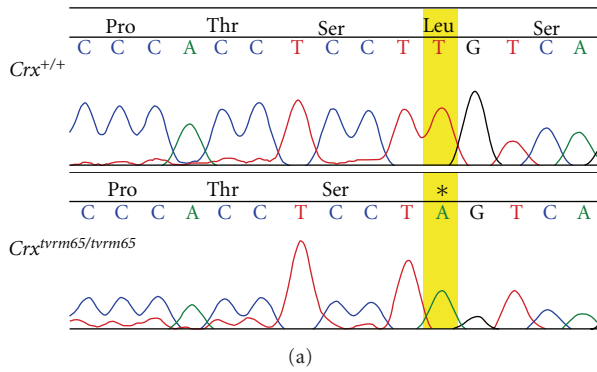 Pro Thr Ser Leu Ser
Crx+/+
C C C A C C T C C T T G T C A
Pro Thr Ser *
Crxtvrm65/tvrm65
C C C A C C T C C T A G T C A
(a)